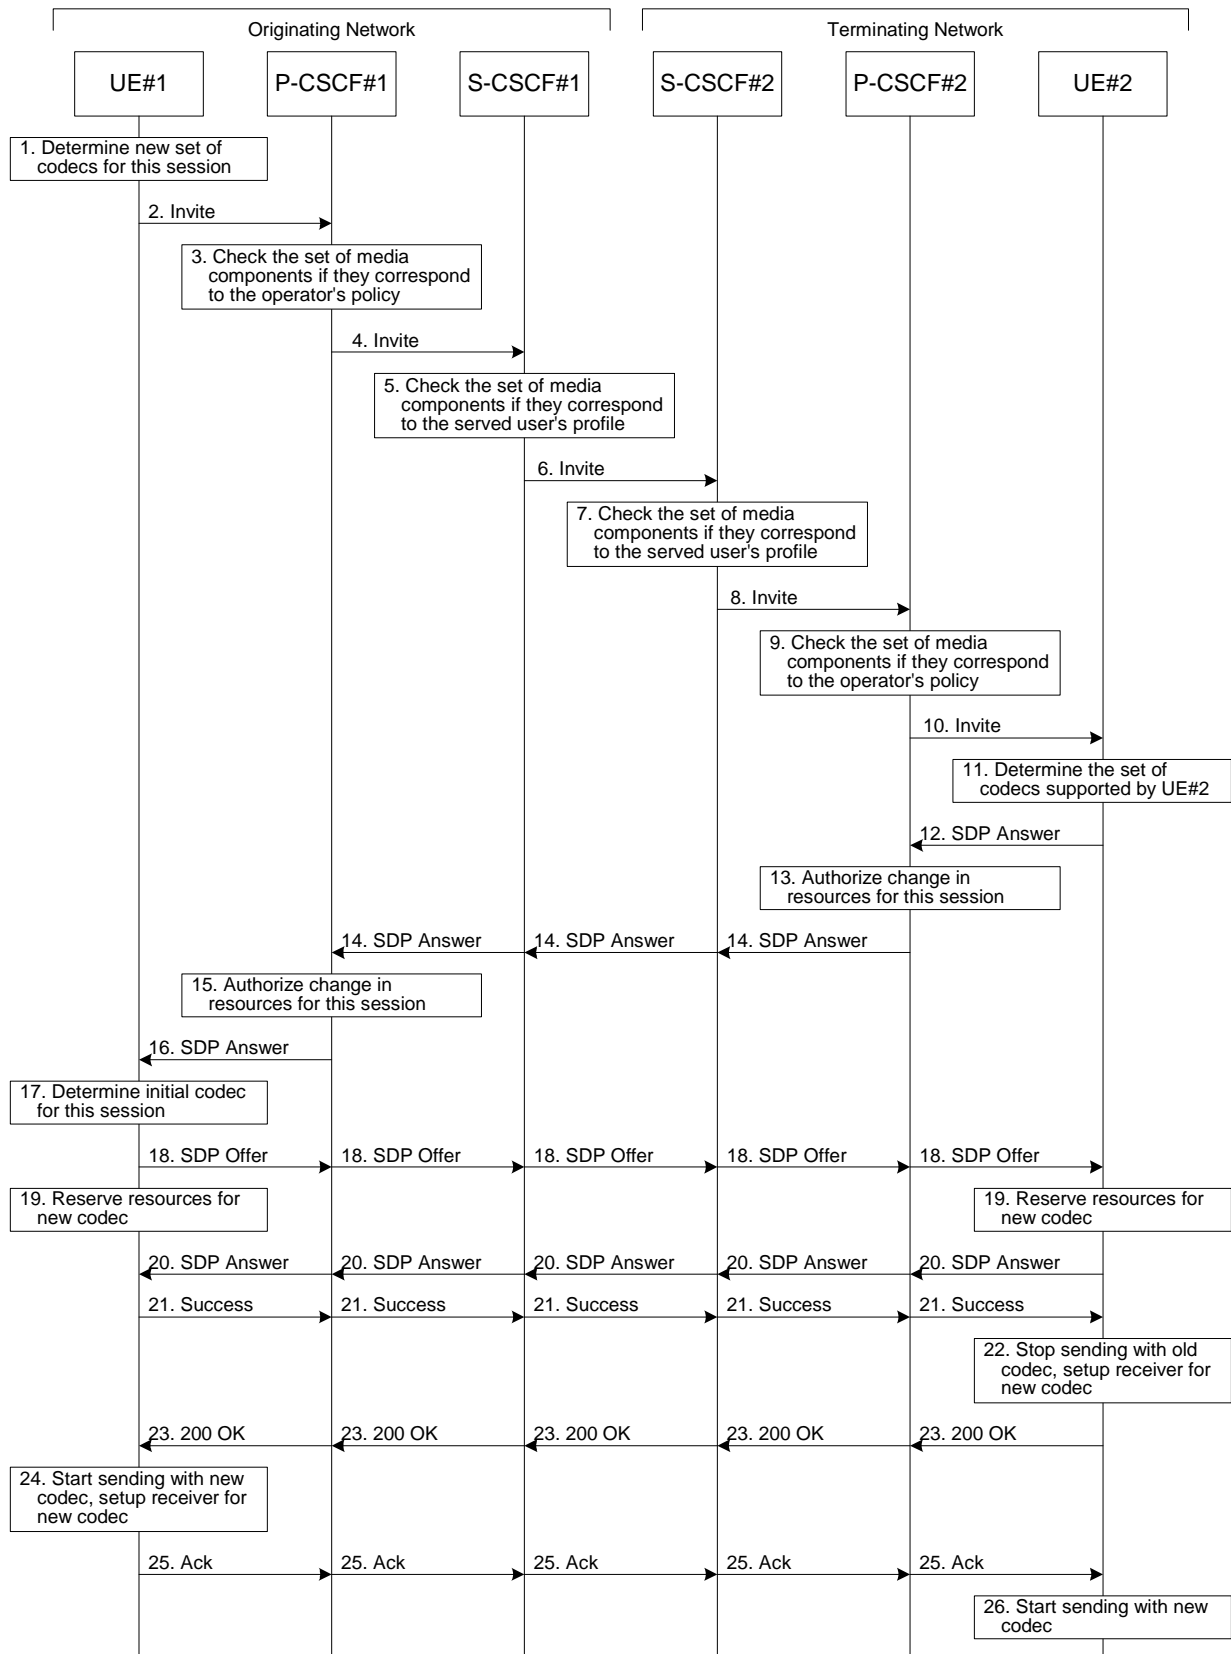 Originating Network
Terminating Network
UE#1
P-CSCF#1
S-CSCF#1
S-CSCF#2
P-CSCF#2
UE#2
1. Determine new set of
codecs for this session
2. Invite
3. Check the set of media
components if they correspond
to the operator's policy
4. Invite
5. Check the set of media
components if they correspond
to the served user's profile
6. Invite
7. Check the set of media
components if they correspond
to the served user's profile
8. Invite
9. Check the set of media
components if they correspond
to the operator's policy
10. Invite
11. Determine the set of
codecs supported by UE#2
12. SDP Answer
13. Authorize change in
resources for this session
14. SDP Answer
14. SDP Answer
14. SDP Answer
15. Authorize change in
resources for this session
16. SDP Answer
17. Determine initial codec
for this session
18. SDP Offer
18. SDP Offer
18. SDP Offer
18. SDP Offer
18. SDP Offer
19. Reserve resources for
new codec
19. Reserve resources for
new codec
20. SDP Answer
20. SDP Answer
20. SDP Answer
20. SDP Answer
20. SDP Answer
21. Success
21. Success
21. Success
21. Success
21. Success
22. Stop sending with old
codec, setup receiver for
new codec
23. 200 OK
23. 200 OK
23. 200 OK
23. 200 OK
23. 200 OK
24. Start sending with new
codec, setup receiver for
new codec
25. Ack
25. Ack
25. Ack
25. Ack
25. Ack
26. Start sending with new
codec